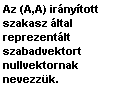 Az (A,A) irányított
szakasz által
reprezentált
szabadvektort
nullvektornak
nevezzük.